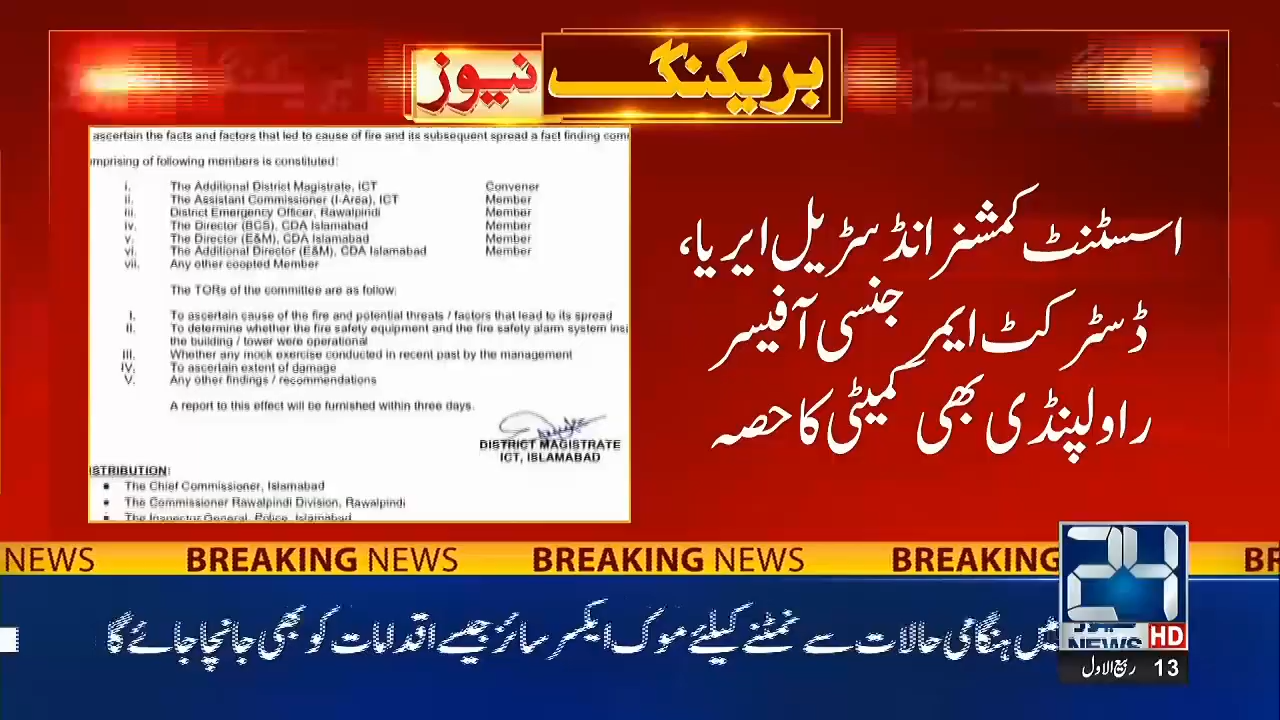 بریکنگ نیوز
ascertain the facts and factors that led to cause of fire and its subsequent spread a fact finding
mprising of following members is constituted:
i. The Additional District Magistrate, ICT Convener
ii. The Assistant Commissioner (I-Area), ICT Member
iii. District Emergency Officer, Rawalpindi Member
iv. The Director (BCS), CDA Islamabad Member
v. The Director (E&M), CDA Islamabad Member
vi. The Additional Director (E&M), CDA Islamabad Member
vii. Any other coopted Member
The TORs of the committee are as follow:
I. To ascertain cause of the fire and potential threats / factors that lead to its spread
II. To determine whether the fire safety equipment and the fire safety alarm system
the building / tower were operational
III. Whether any mock exercise conducted in recent past by the management
IV. To ascertain extent of damage
V. Any other findings / recommendations
A report to this effect will be furnished within three days.
DISTRICT MAGISTRATE
ICT, ISLAMABAD
ISTRIBUTION:
• The Chief Commissioner, Islamabad
• The Commissioner Rawalpindi Division, Rawalpindi
• The Inspector General, Police, Islamabad
اسسٹنٹ کمشنر انڈسٹریل ایریا،
ڈسٹرکٹ ایمرجنسی آفیسر
راولپنڈی بھی کمیٹی کا حصہ
NEWS BREAKING NEWS BREAKING NEWS BREAKING BR
24
NEWS HD
میں ہنگامی حالات سے نمٹنے کیلئے موک ایکسرسائز جیسے اقدامات کو بھی جانچا جائے گا
13 ربیع الاول